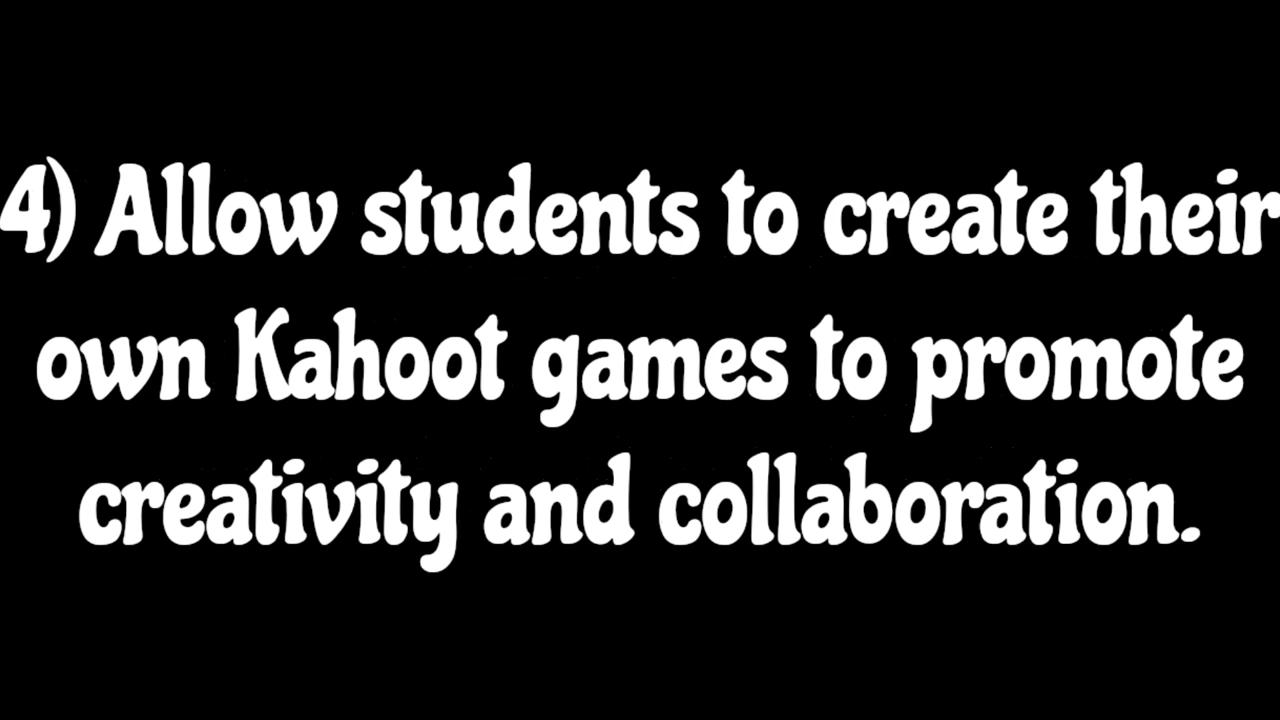 4) Allow students to create their
own Kahoot games to promote
creativity and collaboration.